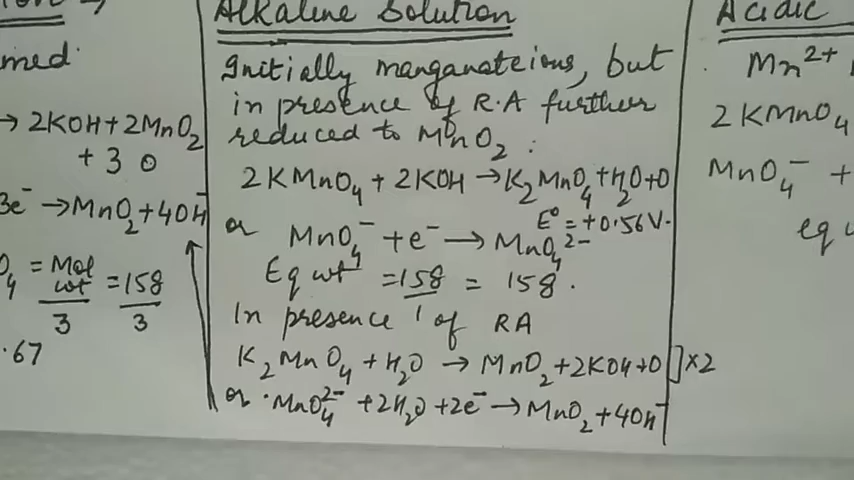 Alkaline Solution
Initially manganateions, but
in presence of R.A further
reduced to MnO₂ :
2KMnO₄ + 2KOH → K₂MnO₄ + H₂O + O
E° = +0.56V.
or MnO₄⁻ + e⁻ → MnO₄²⁻
Eq wt = 158/1 = 158.
In presence of RA
K₂MnO₄ + H₂O → MnO₂ + 2KOH + O ] × 2
or MnO₄²⁻ + 2H₂O + 2e⁻ → MnO₂ + 4OH⁻
→ 2KOH + 2MnO₂
+ 3 O
3e⁻ → MnO₂ + 4OH⁻
O₄ = Mol wt/3 = 158/3
.67
Acidic
Mn²⁺
2KMnO₄
MnO₄⁻ +